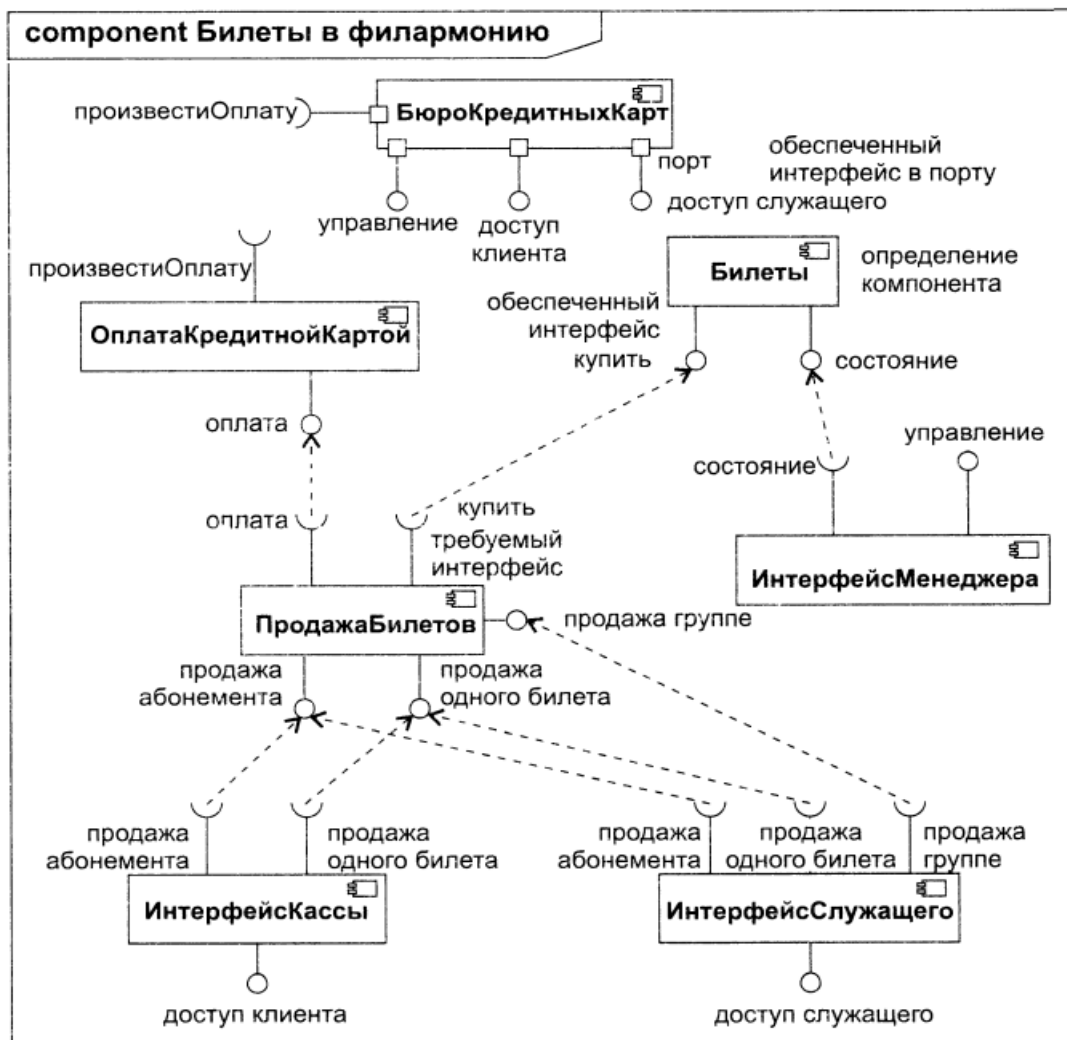 component Билеты в филармонию
произвестиОплату
БюроКредитныхКарт
порт
обеспеченный
интерфейс в порту
управление
доступ
клиента
доступ служащего
произвестиОплату
ОплатаКредитнойКартой
Билеты
определение
компонента
обеспеченный
интерфейс
купить
состояние
оплата
состояние
управление
оплата
купить
требуемый
интерфейс
ИнтерфейсМенеджера
ПродажаБилетов
продажа группе
продажа
абонемента
продажа
одного билета
продажа
абонемента
продажа
одного билета
продажа
абонемента
продажа
одного билета
продажа
группе
ИнтерфейсКассы
ИнтерфейсСлужащего
доступ клиента
доступ служащего